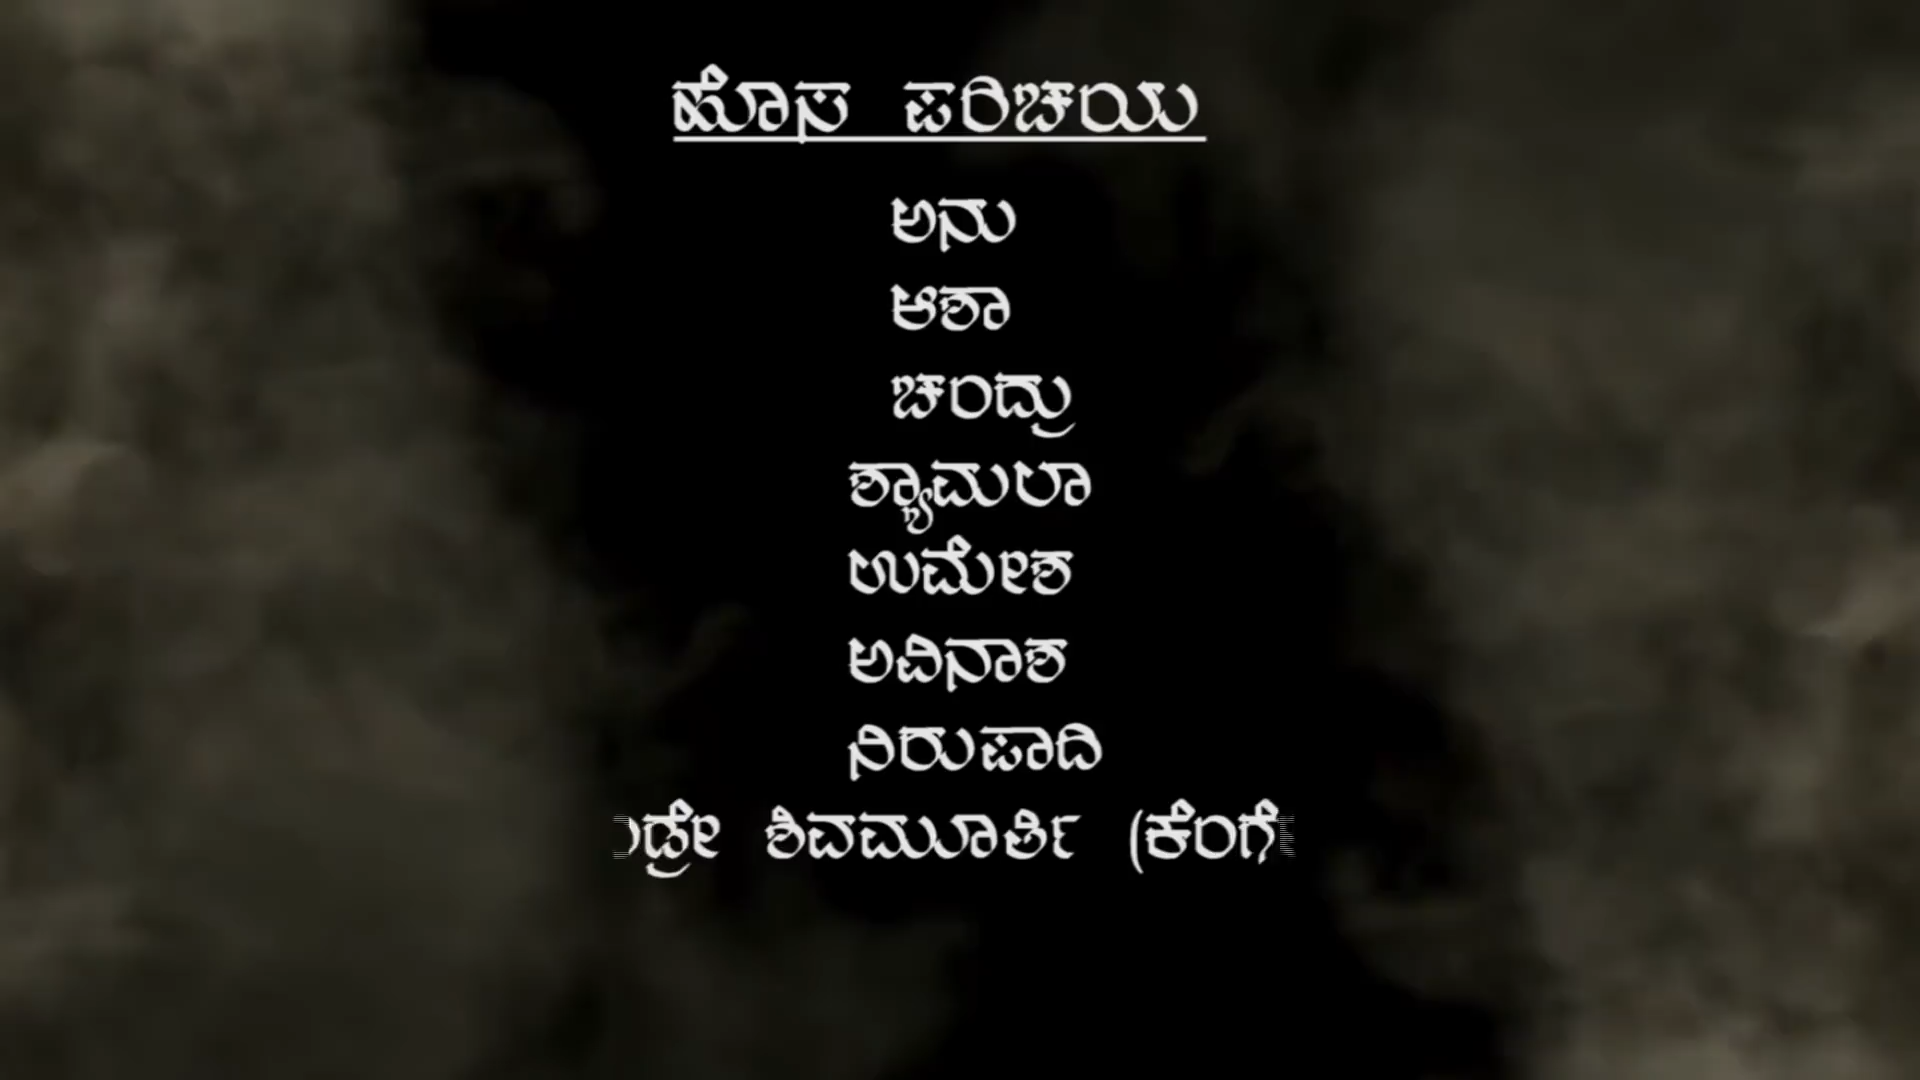 ಹೊಸ ಪರಿಚಯ
ಅನು
ಆಶಾ
ಚಂದ್ರು
ಶ್ಯಾಮಲಾ
ಉಮೇಶ
ಅವಿನಾಶ
ನಿರುಪಾದಿ
ಶಿವಮೂರ್ತಿ